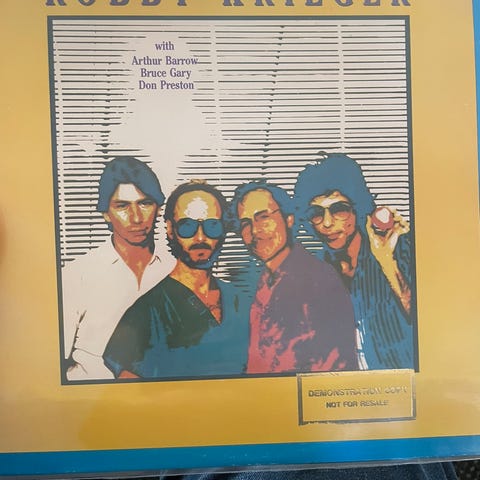 ROBBY KRIEGER
with
Arthur Barrow
Bruce Gary
Don Preston
DEMONSTRATION COPY
NOT FOR RESALE